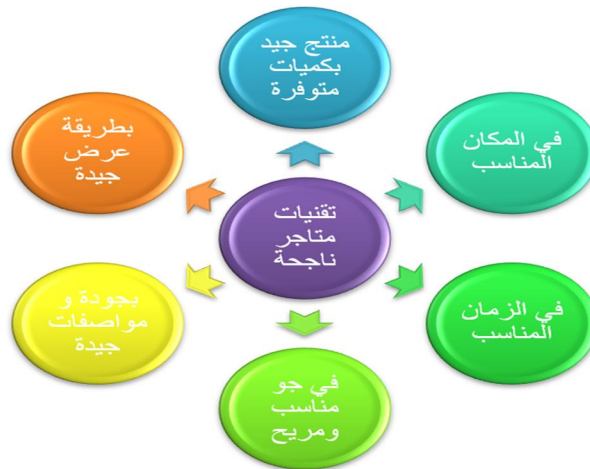 منتج جيد
بكميات
متوفرة
في المكان
المناسب
في الزمان
المناسب
في جو
مناسب
ومريح
بجودة و
مواصفات
جيدة
بطريقة
عرض
جيدة
تقنيات
متاجر
ناجحة